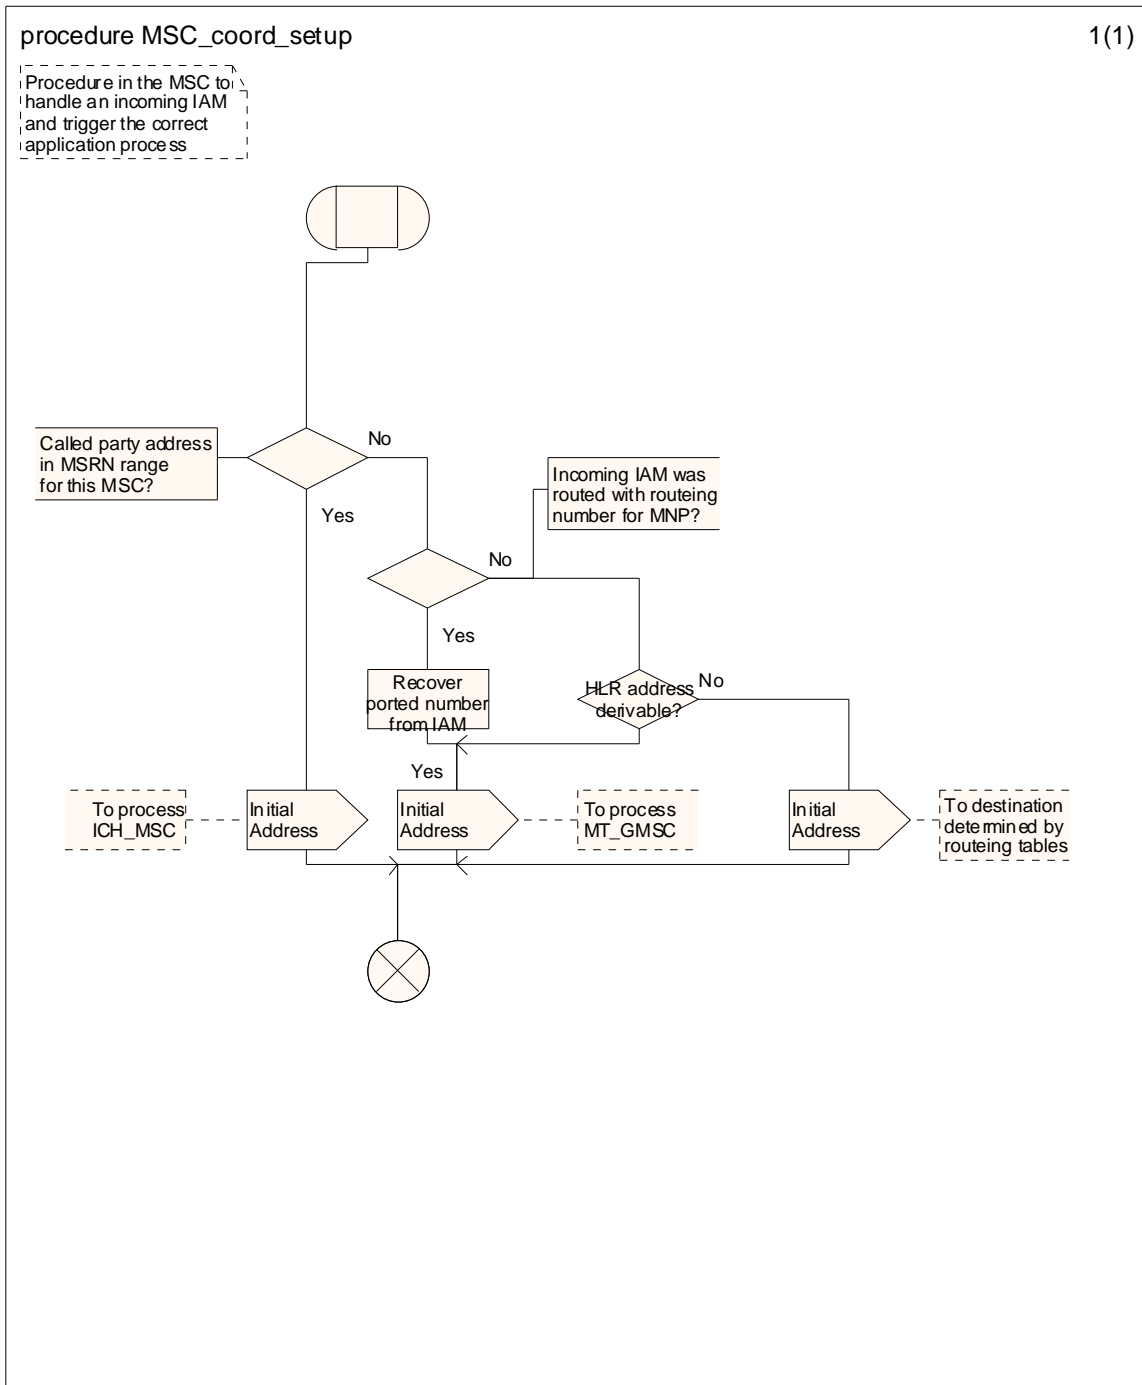 procedure MSC_coord_setup
1(1)
Procedure in the MSC to
handle an incoming IAM
and trigger the correct
application process
Called party address
in MSRN range
for this MSC?
No
Yes
Incoming IAM was
routed with routeing
number for MNP?
No
Yes
Recover
ported number
from IAM
HLR address
derivable?
No
Yes
To process
ICH_MSC
Initial
Address
Initial
Address
To process
MT_GMSC
Initial
Address
To destination
determined by
routeing tables